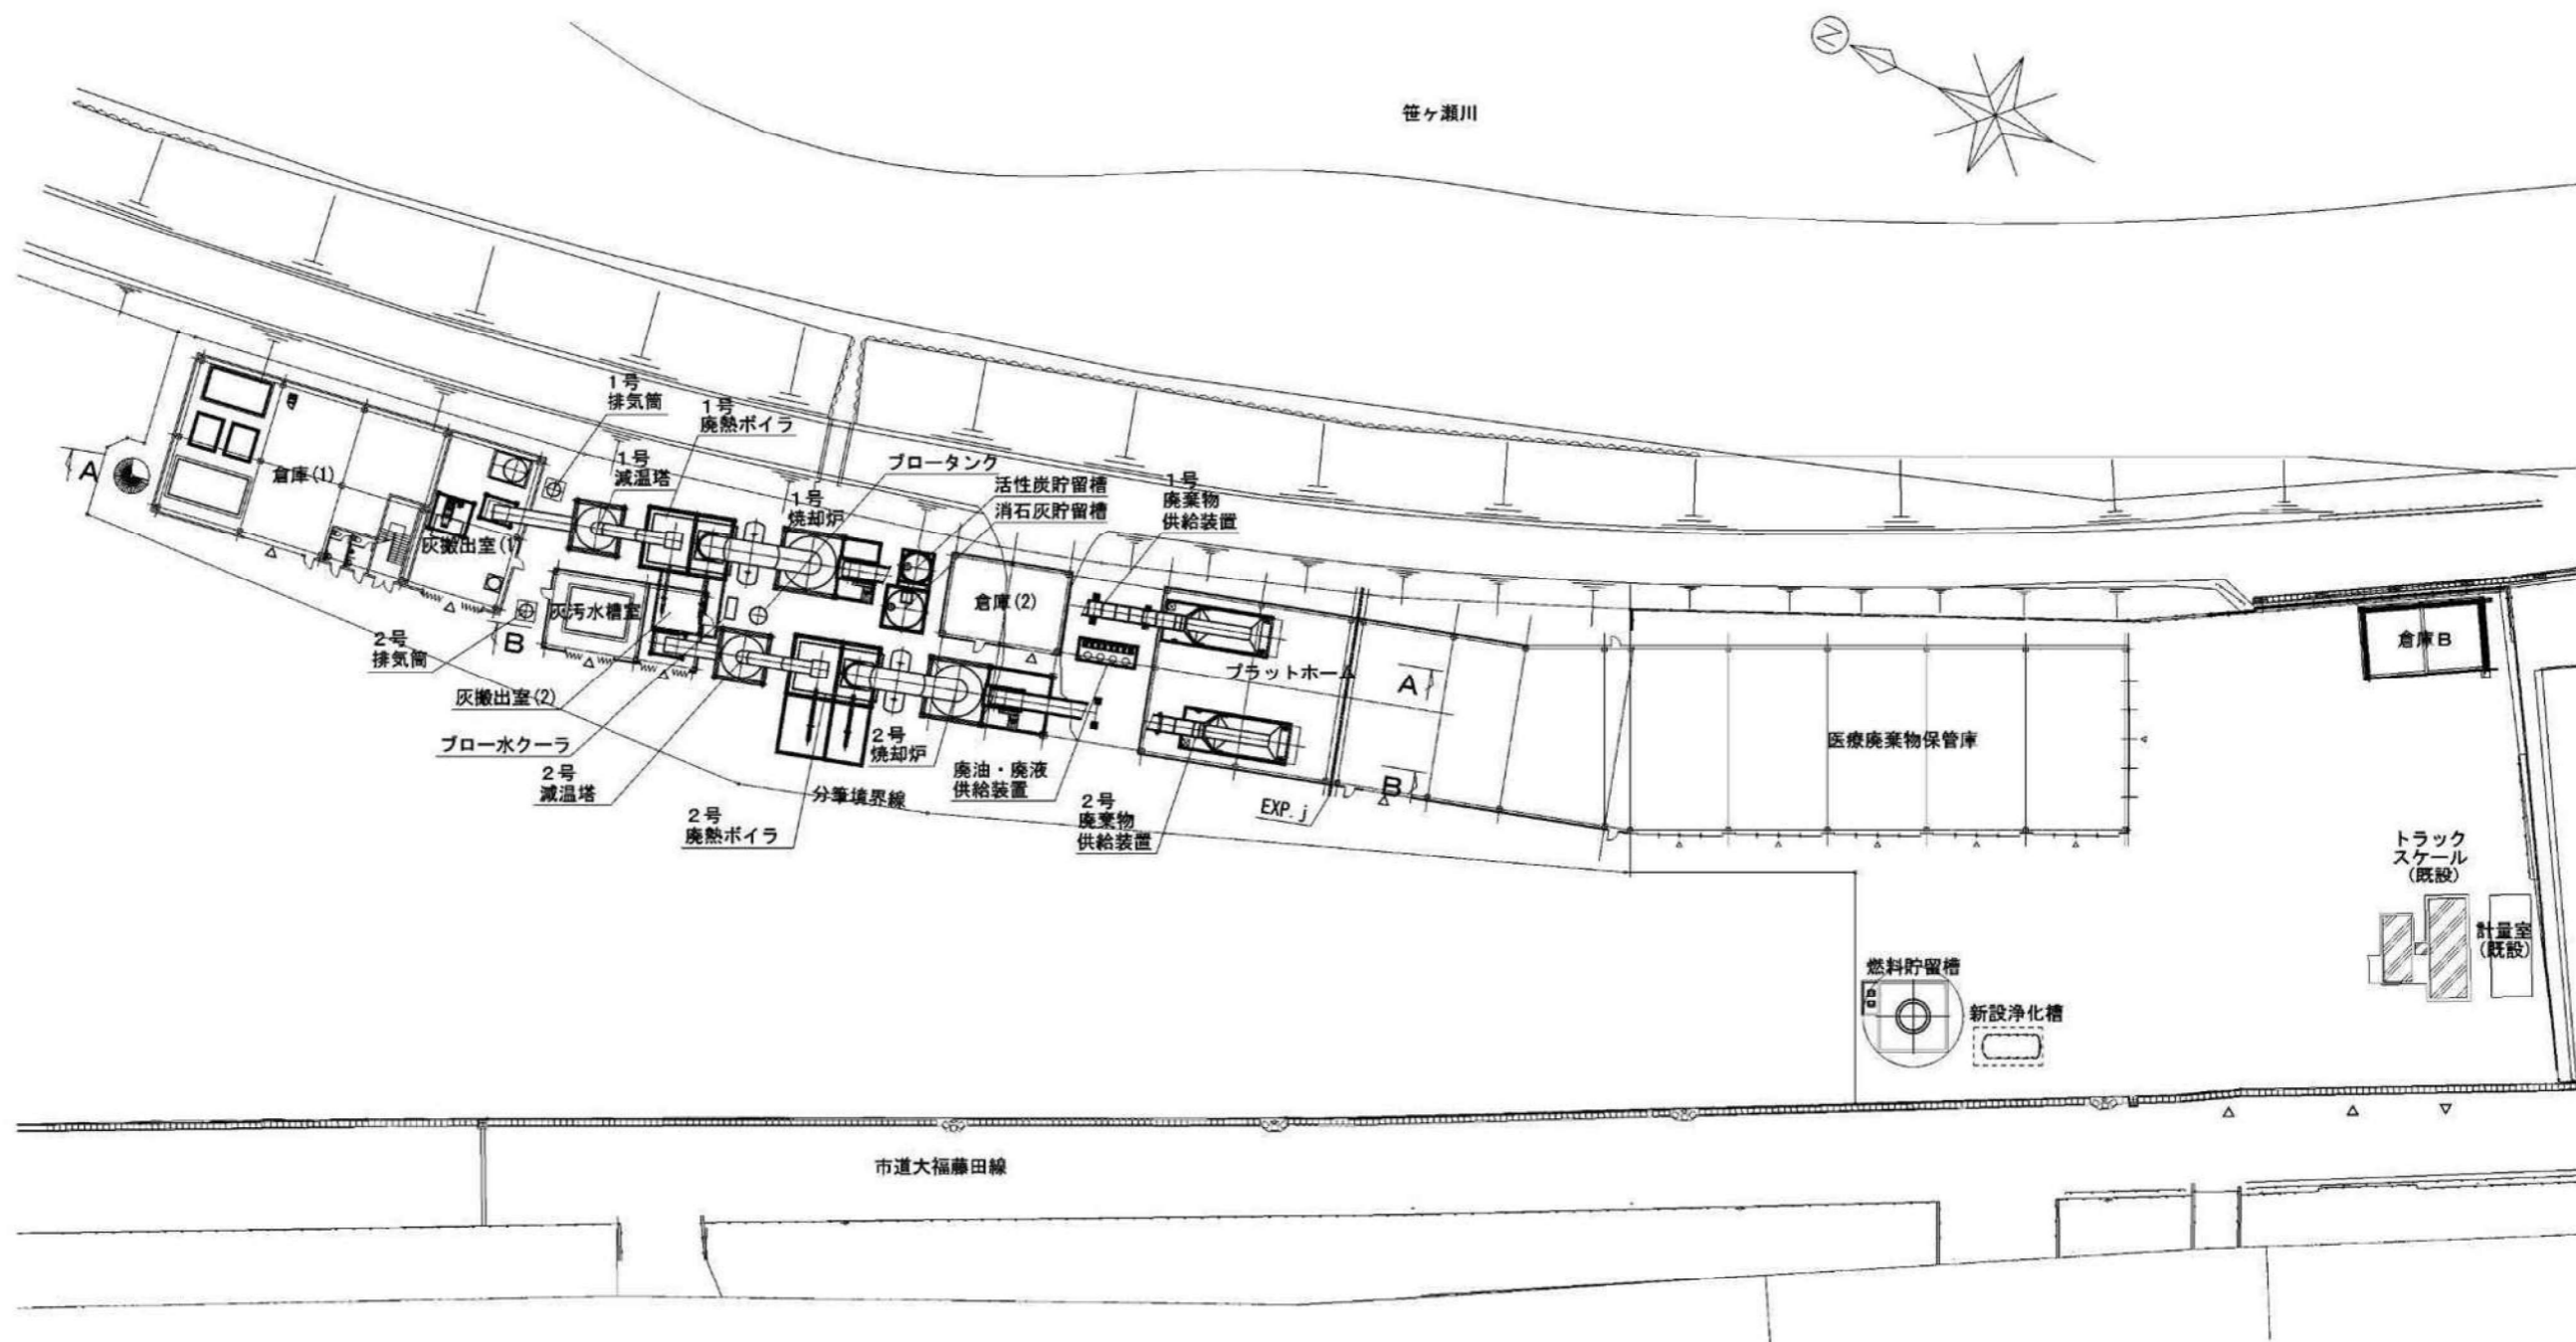 N
笹ヶ瀬川
1号
排気筒
1号
廃熱ボイラ
1号
減温塔
ブロータンク
1号
焼却炉
活性炭貯留槽
消石灰貯留槽
1号
廃棄物
供給装置
A
倉庫(1)
灰搬出室(1)
灰汚水槽室
倉庫(2)
プラットホーム
A
B
2号
排気筒
B
灰搬出室(2)
ブロー水クーラ
2号
減温塔
2号
廃熱ボイラ
分筆境界線
2号
焼却炉
廃油・廃液
供給装置
2号
廃棄物
供給装置
EXP.j
医療廃棄物保管庫
倉庫B
トラック
スケール
(既設)
計量室
(既設)
燃料貯留槽
新設浄化槽
市道大福藤田線